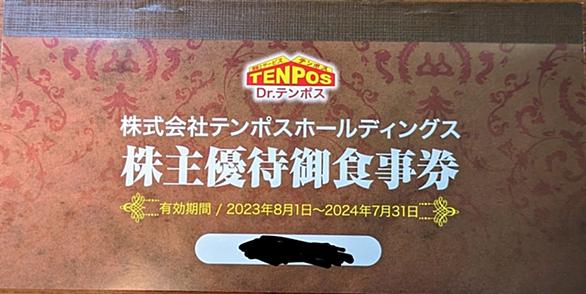 TENPOS
Dr.テンポス
株式会社テンポスホールディングス
株主優待御食事券
有効期間 / 2023年8月1日〜2024年7月31日